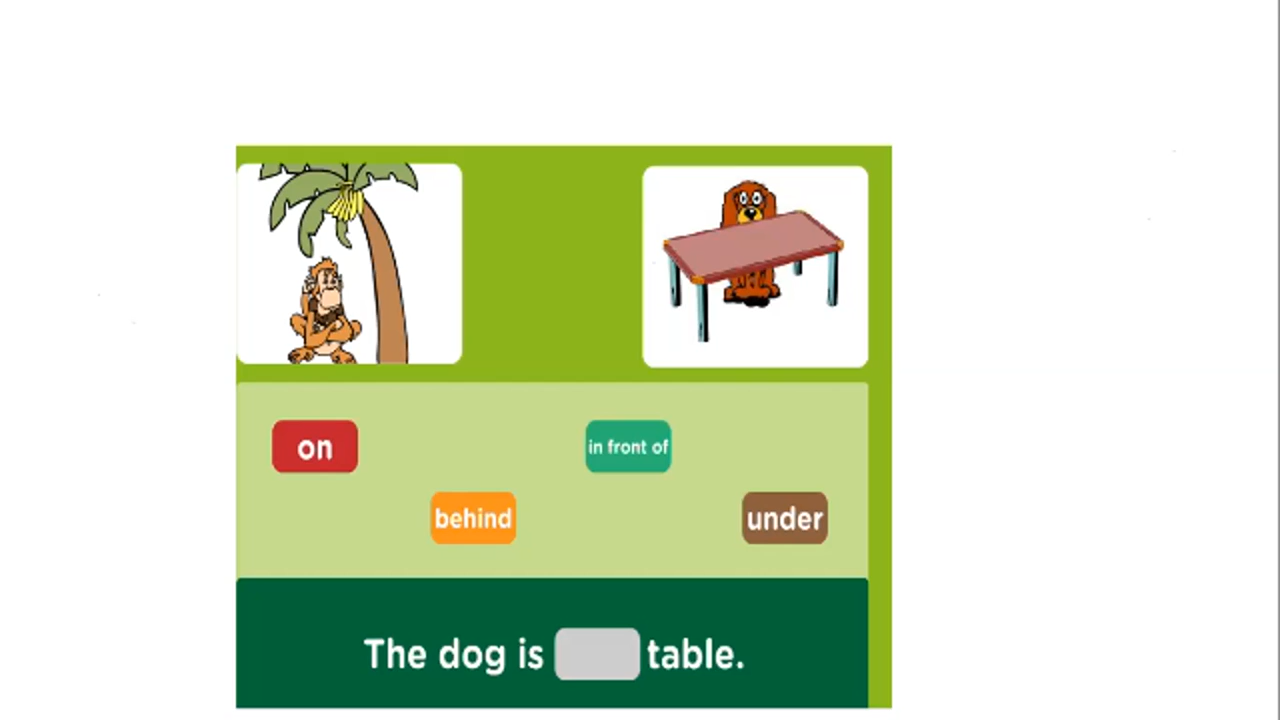 on
in front of
behind
under
The dog is table.